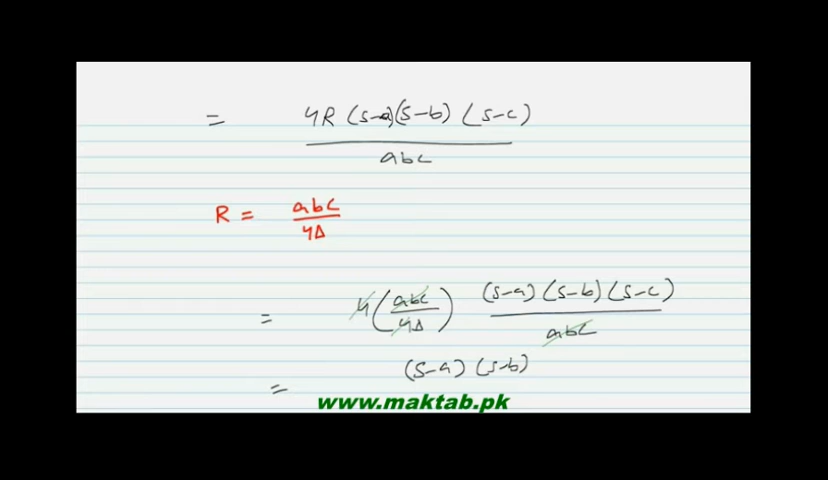 = 4R (s-a)(s-b) (s-c)
abc
R = abc
4Δ
= 4 (abc/4Δ) (s-a) (s-b) (s-c)
abc
= (s-a) (s-b)
www.maktab.pk